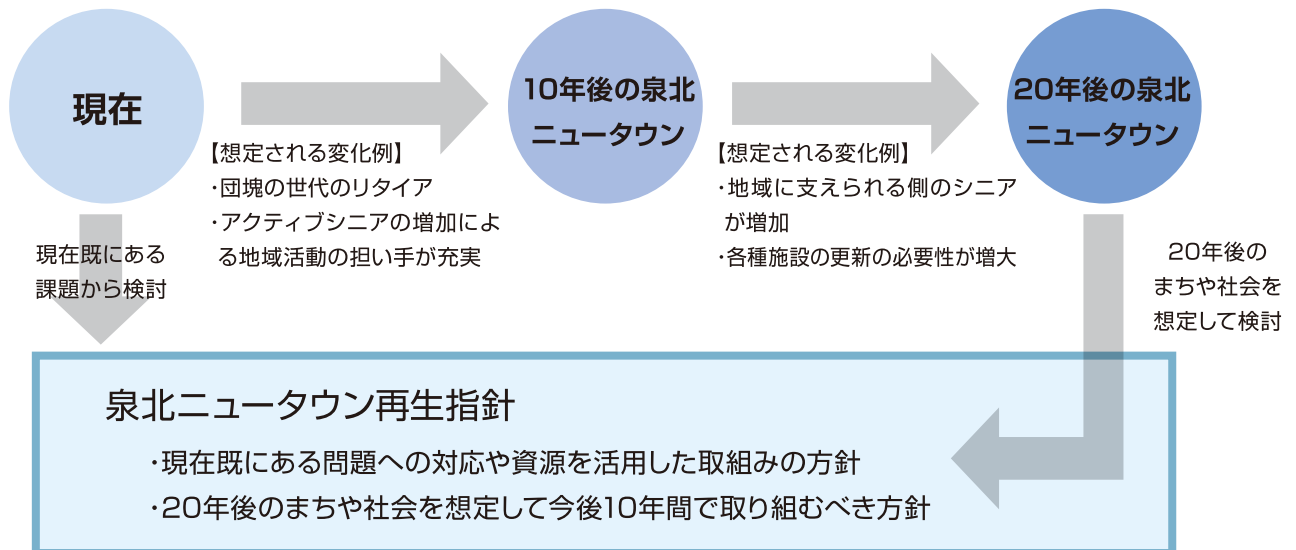 現在
10年後の泉北
ニュータウン
20年後の泉北
ニュータウン
【想定される変化例】
・団塊の世代のリタイア
・アクティブシニアの増加によ
る地域活動の担い手が充実
【想定される変化例】
・地域に支えられる側のシニア
が増加
・各種施設の更新の必要性が増大
現在既にある
課題から検討
20年後の
まちや社会を
想定して検討
泉北ニュータウン再生指針
・現在既にある問題への対応や資源を活用した取組みの方針
・20年後のまちや社会を想定して今後10年間で取り組むべき方針